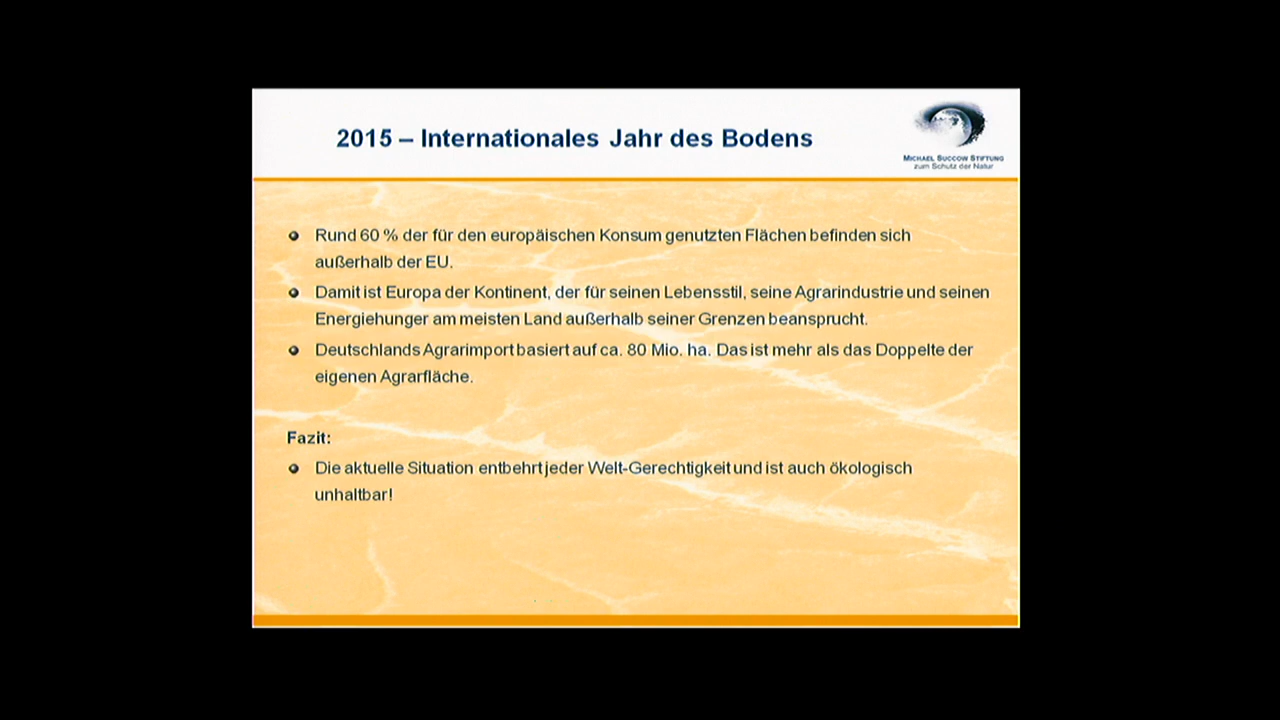 2015 – Internationales Jahr des Bodens
MICHAEL SUCCOW STIFTUNG
zum Schutz der Natur
Rund 60 % der für den europäischen Konsum genutzten Flächen befinden sich
außerhalb der EU.
Damit ist Europa der Kontinent, der für seinen Lebensstil, seine Agrarindustrie und seinen
Energiehunger am meisten Land außerhalb seiner Grenzen beansprucht.
Deutschlands Agrarimport basiert auf ca. 80 Mio. ha. Das ist mehr als das Doppelte der
eigenen Agrarfläche.
Fazit:
Die aktuelle Situation entbehrt jeder Welt-Gerechtigkeit und ist auch ökologisch
unhaltbar!